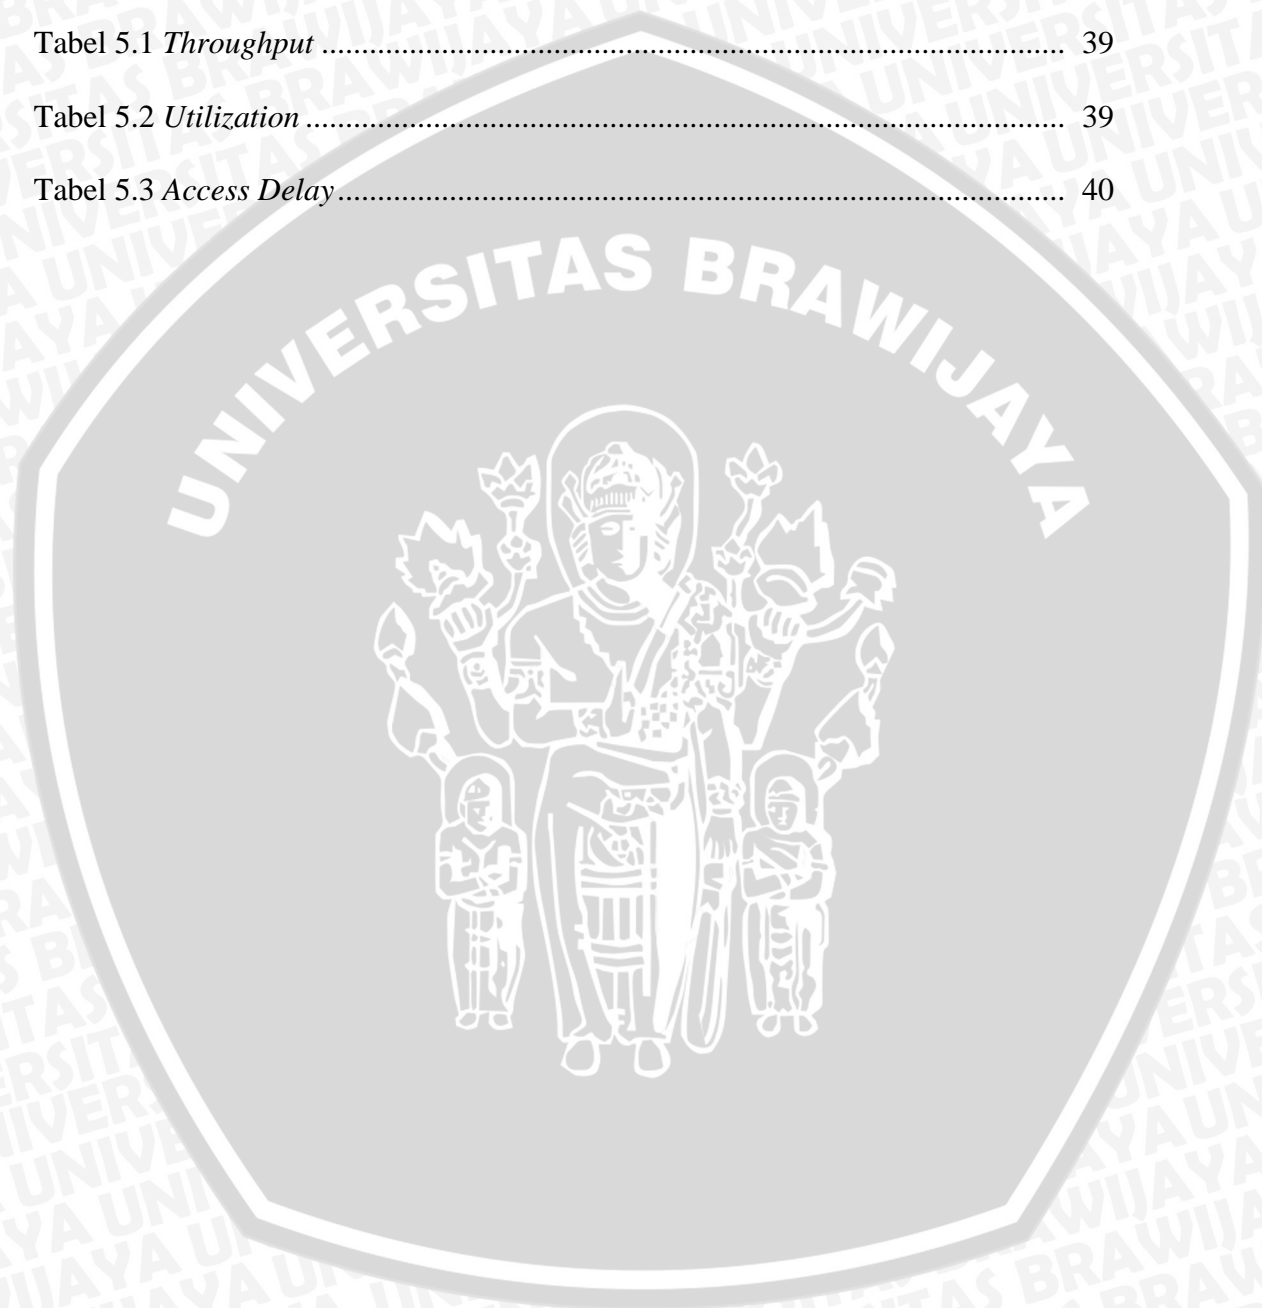 Tabel 5.1 Throughput ............................................................................................ 39
Tabel 5.2 Utilization .............................................................................................. 39
Tabel 5.3 Access Delay.......................................................................................... 40
UNIVERSITAS BRAWIJAYA